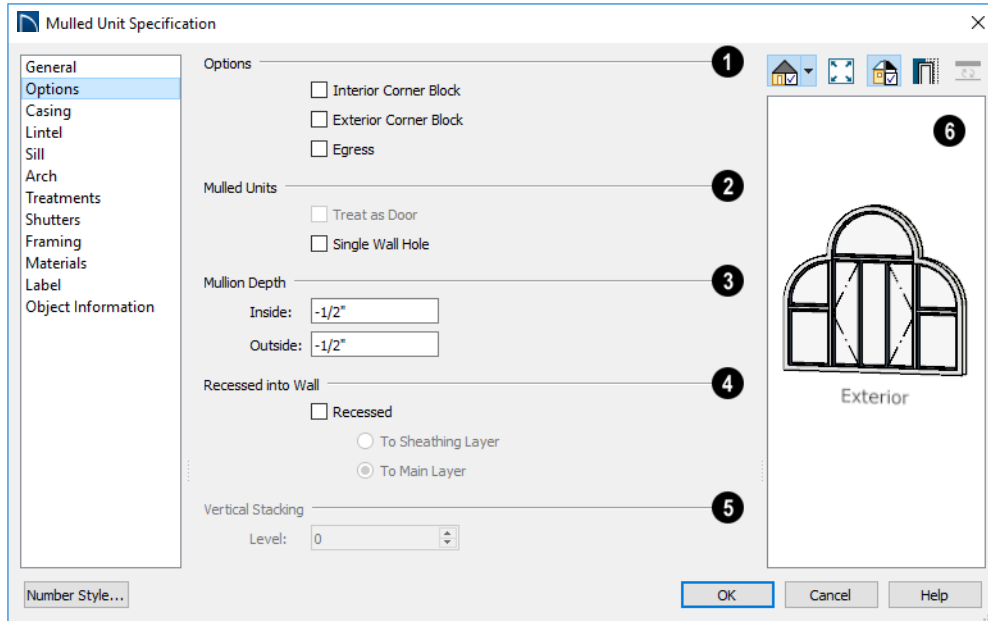 Mulled Unit Specification
General
Options
Casing
Lintel
Sill
Arch
Treatments
Shutters
Framing
Materials
Label
Object Information
Options
1
Interior Corner Block
Exterior Corner Block
Egress
Mulled Units
2
Treat as Door
Single Wall Hole
Mullion Depth
3
Inside: -1/2"
Outside: -1/2"
Recessed into Wall
4
Recessed
To Sheathing Layer
To Main Layer
Vertical Stacking
5
Level: 0
6
Exterior
Number Style...
OK
Cancel
Help